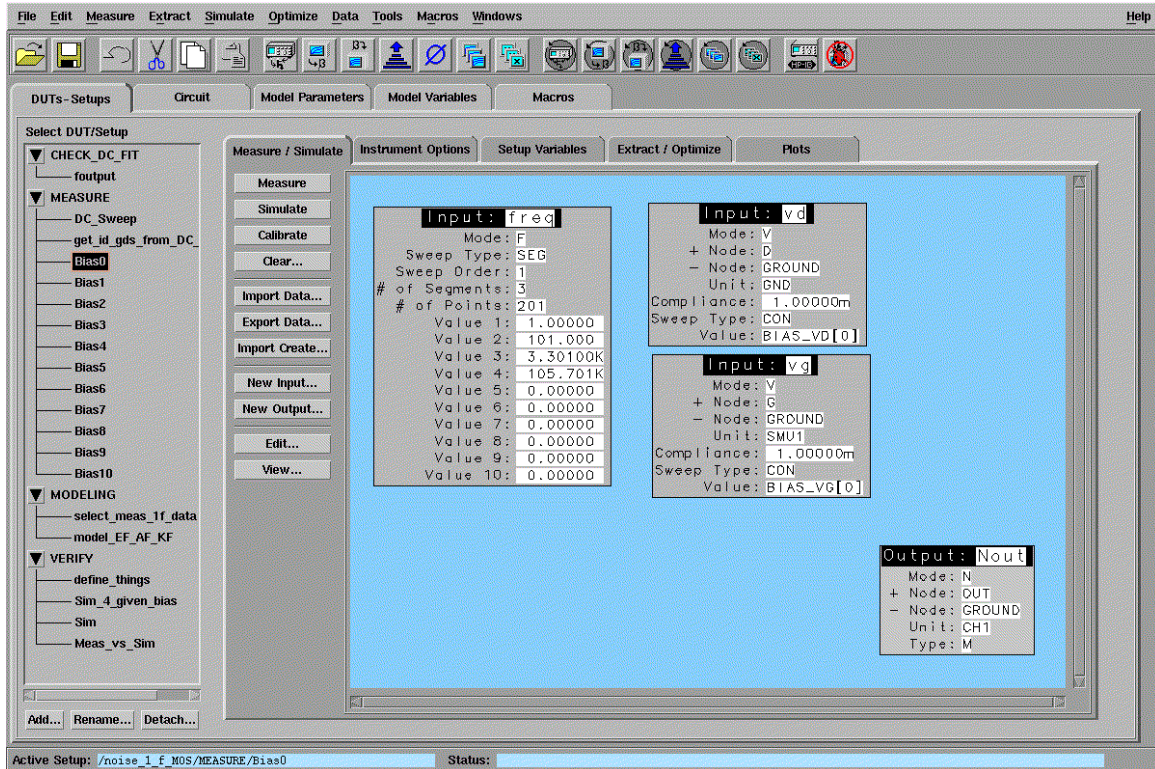 File Edit Measure Extract Simulate Optimize Data Tools Macros Windows Help
DUTs-Setups Circuit Model Parameters Model Variables Macros
Select DUT/Setup
CHECK_DC_FIT
foutput
MEASURE
DC_Sweep
get_id_gds_from_DC_
Bias0
Bias1
Bias2
Bias3
Bias4
Bias5
Bias6
Bias7
Bias8
Bias9
Bias10
MODELING
select_meas_1f_data
model_EF_AF_KF
VERIFY
define_things
Sim_4_given_bias
Sim
Meas_vs_Sim
Add... Rename... Detach...
Measure / Simulate Instrument Options Setup Variables Extract / Optimize Plots
Measure
Simulate
Calibrate
Clear...
Import Data...
Export Data...
Import Create...
New Input...
New Output...
Edit...
View...
Input: freq
Mode: F
Sweep Type: SEG
Sweep Order: 1
# of Segments: 3
# of Points: 201
Value 1: 1.00000
Value 2: 101.000
Value 3: 3.30100K
Value 4: 105.701K
Value 5: 0.00000
Value 6: 0.00000
Value 7: 0.00000
Value 8: 0.00000
Value 9: 0.00000
Value 10: 0.00000
Input: vd
Mode: V
+ Node: D
- Node: GROUND
Unit: GND
Compliance: 1.00000m
Sweep Type: CON
Value: BIAS_VD[0]
Input: vg
Mode: V
+ Node: G
- Node: GROUND
Unit: SMU1
Compliance: 1.00000m
Sweep Type: CON
Value: BIAS_VG[0]
Output: Nout
Mode: N
+ Node: OUT
- Node: GROUND
Unit: CH1
Type: M
Active Setup: /noise_1_f_MOS/MEASURE/Bias0 Status: